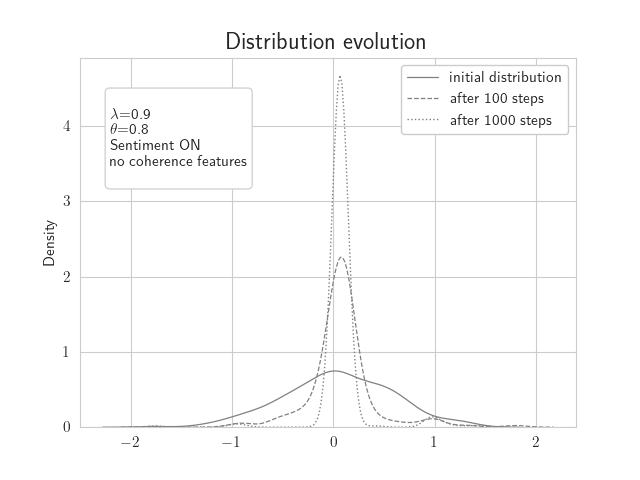 Distribution evolution
λ=0.9
θ=0.8
Sentiment ON
no coherence features
initial distribution
after 100 steps
after 1000 steps
Density
4
3
2
1
0
−2
−1
0
1
2